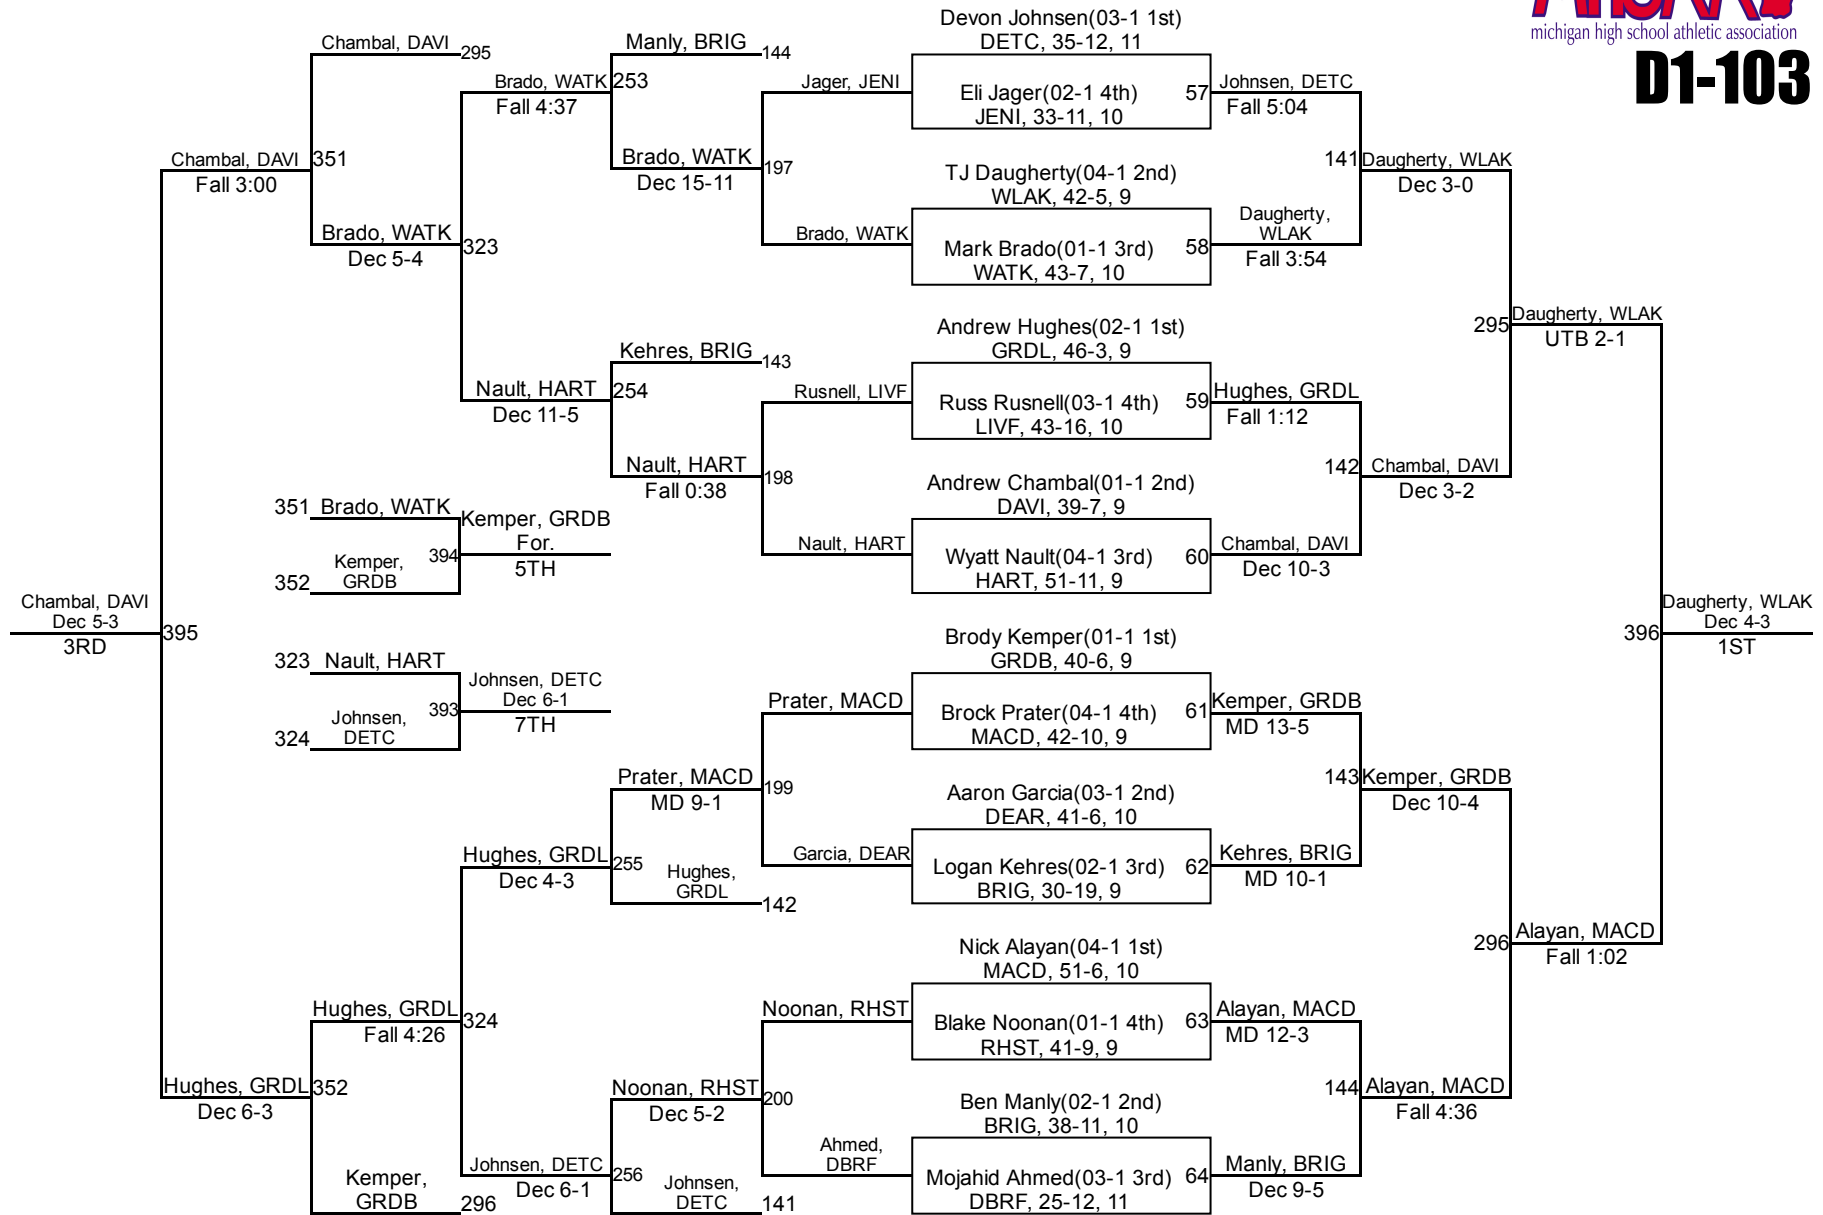 michigan high school athletic association
D1-103
Chambal, DAVI
295
Chambal, DAVI
Fall 3:00
351
Brado, WATK
Dec 5-4
323
Brado, WATK
Fall 4:37
253
Manly, BRIG
144
Brado, WATK
Dec 15-11
197
Jager, JENI
Brado, WATK
Nault, HART
Dec 11-5
254
Kehres, BRIG
143
Nault, HART
Fall 0:38
198
Rusnell, LIVF
Nault, HART
351 Brado, WATK
352
Kemper,
GRDB
394
Kemper, GRDB
For.
5TH
Chambal, DAVI
Dec 5-3
3RD
395
323 Nault, HART
324
Johnsen,
DETC
393
Johnsen, DETC
Dec 6-1
7TH
Prater, MACD
Prater, MACD
MD 9-1
199
Garcia, DEAR
Hughes, GRDL
Dec 4-3
255
Hughes,
GRDL
142
Hughes, GRDL
Fall 4:26
324
Noonan, RHST
Noonan, RHST
Dec 5-2
200
Ahmed,
DBRF
Hughes, GRDL
Dec 6-3
352
Kemper,
GRDB
296
Johnsen, DETC
Dec 6-1
256
Johnsen,
DETC
141
Devon Johnsen(03-1 1st)
DETC, 35-12, 11
Eli Jager(02-1 4th)
JENI, 33-11, 10
57
Johnsen, DETC
Fall 5:04
TJ Daugherty(04-1 2nd)
WLAK, 42-5, 9
Mark Brado(01-1 3rd)
WATK, 43-7, 10
58
Daugherty,
WLAK
Fall 3:54
141
Daugherty, WLAK
Dec 3-0
Andrew Hughes(02-1 1st)
GRDL, 46-3, 9
Russ Rusnell(03-1 4th)
LIVF, 43-16, 10
59
Hughes, GRDL
Fall 1:12
Andrew Chambal(01-1 2nd)
DAVI, 39-7, 9
Wyatt Nault(04-1 3rd)
HART, 51-11, 9
60
Chambal, DAVI
Dec 10-3
142
Chambal, DAVI
Dec 3-2
295
Daugherty, WLAK
UTB 2-1
Brody Kemper(01-1 1st)
GRDB, 40-6, 9
Brock Prater(04-1 4th)
MACD, 42-10, 9
61
Kemper, GRDB
MD 13-5
Aaron Garcia(03-1 2nd)
DEAR, 41-6, 10
Logan Kehres(02-1 3rd)
BRIG, 30-19, 9
62
Kehres, BRIG
MD 10-1
143
Kemper, GRDB
Dec 10-4
Nick Alayan(04-1 1st)
MACD, 51-6, 10
Blake Noonan(01-1 4th)
RHST, 41-9, 9
63
Alayan, MACD
MD 12-3
Ben Manly(02-1 2nd)
BRIG, 38-11, 10
Mojahid Ahmed(03-1 3rd)
DBRF, 25-12, 11
64
Manly, BRIG
Dec 9-5
144
Alayan, MACD
Fall 4:36
296
Alayan, MACD
Fall 1:02
396
Daugherty, WLAK
Dec 4-3
1ST